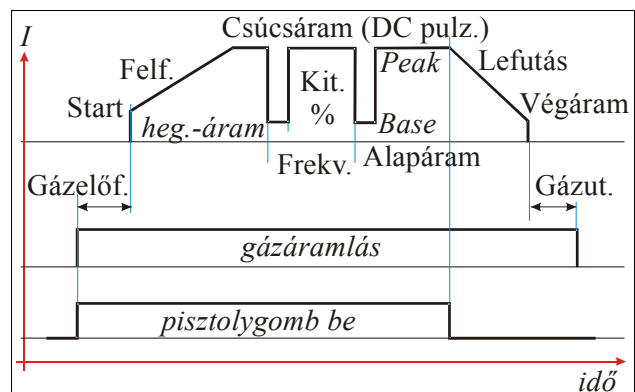 Csúcsáram (DC pulz.)
I
Felf.
Peak
Lefutás
Start
Kit.
%
Végáram
heg.-áram
Base
Frekv.
Alapáram
Gázelőf.
Gázut.
gázáramlás
pisztolygomb be
idő